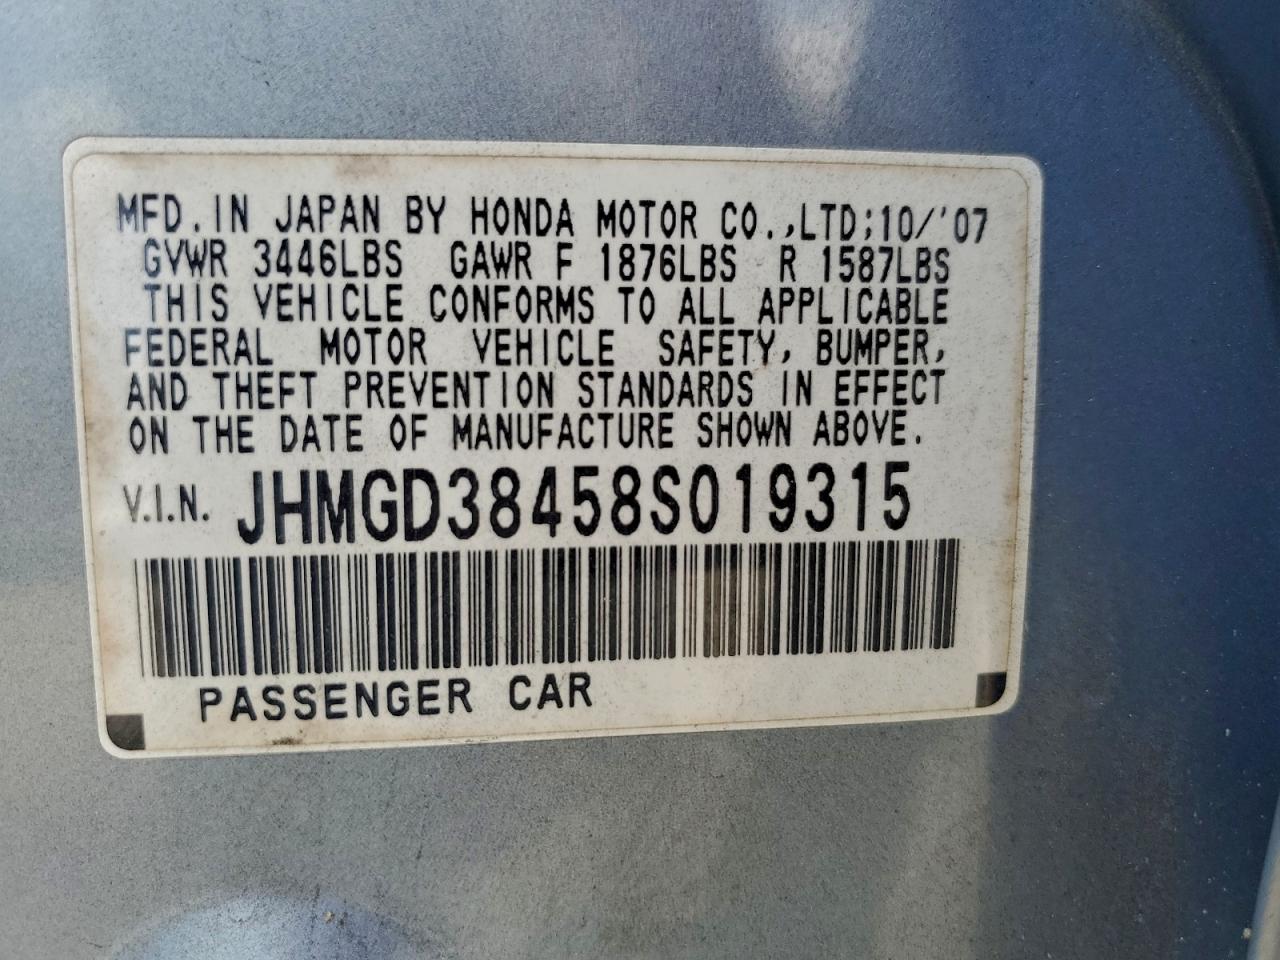 MFD. IN JAPAN BY HONDA MOTOR CO.,LTD;10/'07
GVWR 3446LBS GAWR F 1876LBS R 1587LBS
THIS VEHICLE CONFORMS TO ALL APPLICABLE
FEDERAL MOTOR VEHICLE SAFETY, BUMPER,
AND THEFT PREVENTION STANDARDS IN EFFECT
ON THE DATE OF MANUFACTURE SHOWN ABOVE.
V.I.N. JHMGD38458S019315
PASSENGER CAR